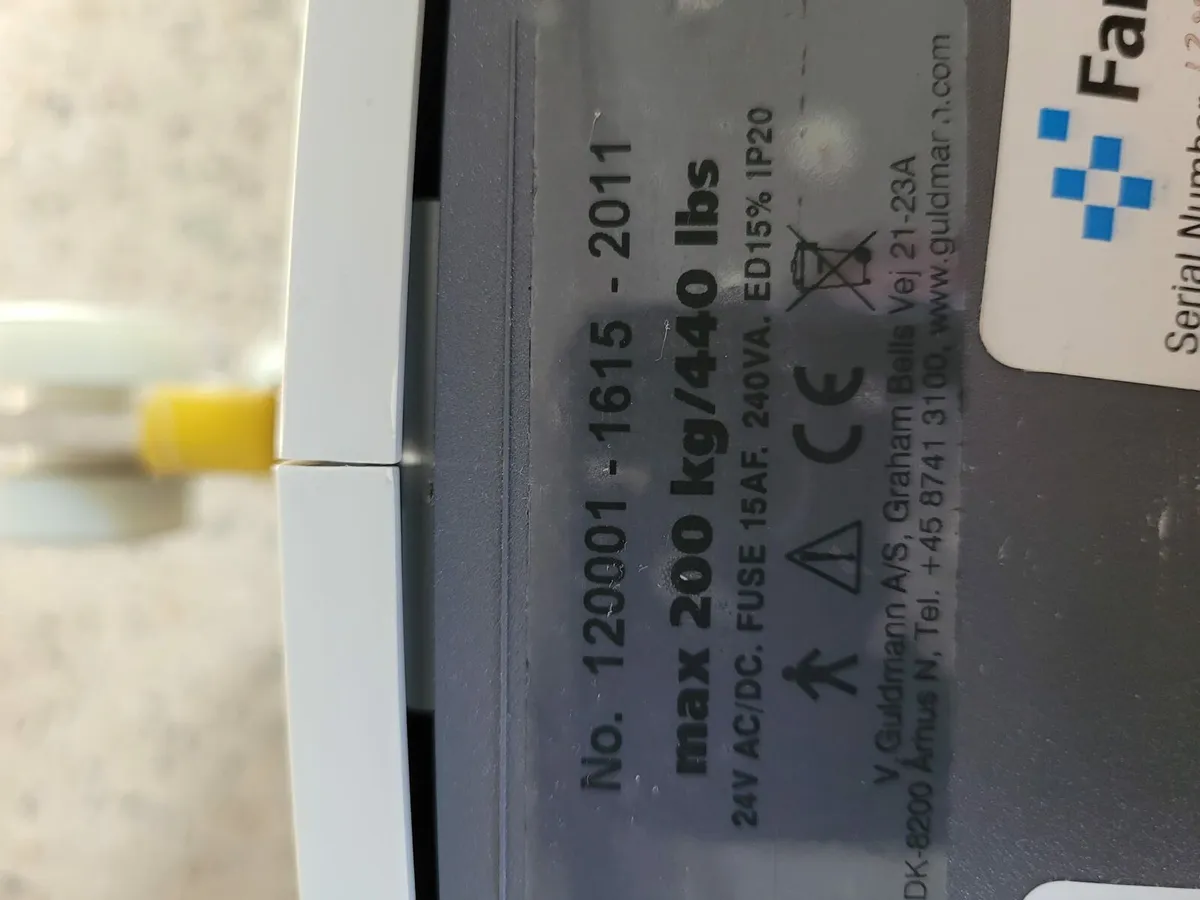 No. 120001 - 1615 - 2011
max 200 kg/440 lbs
24V AC/DC. FUSE 15AF. 240VA. ED15% IP20
CE
V.Guldmann A/S, Graham Bells Vej 21-23A
DK-8200 Århus N, Tel. +45 8741 3100, www.guldmann.com
Serial Number